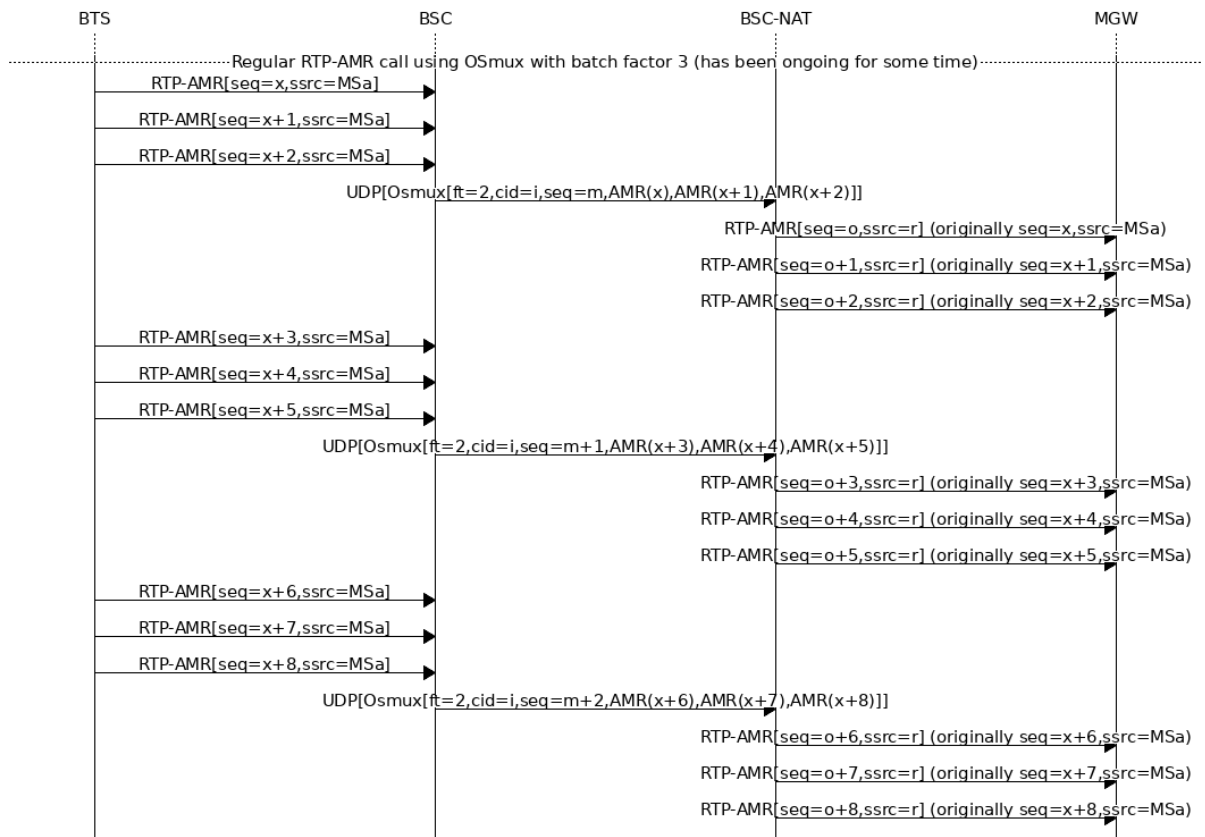 BTS BSC BSC-NAT MGW
Regular RTP-AMR call using OSmux with batch factor 3 (has been ongoing for some time)
RTP-AMR[seq=x,ssrc=MSa]
RTP-AMR[seq=x+1,ssrc=MSa]
RTP-AMR[seq=x+2,ssrc=MSa]
UDP[Osmux[ft=2,cid=i,seq=m,AMR(x),AMR(x+1),AMR(x+2)]]
RTP-AMR[seq=o,ssrc=r] (originally seq=x,ssrc=MSa)
RTP-AMR[seq=o+1,ssrc=r] (originally seq=x+1,ssrc=MSa)
RTP-AMR[seq=o+2,ssrc=r] (originally seq=x+2,ssrc=MSa)
RTP-AMR[seq=x+3,ssrc=MSa]
RTP-AMR[seq=x+4,ssrc=MSa]
RTP-AMR[seq=x+5,ssrc=MSa]
UDP[Osmux[ft=2,cid=i,seq=m+1,AMR(x+3),AMR(x+4),AMR(x+5)]]
RTP-AMR[seq=o+3,ssrc=r] (originally seq=x+3,ssrc=MSa)
RTP-AMR[seq=o+4,ssrc=r] (originally seq=x+4,ssrc=MSa)
RTP-AMR[seq=o+5,ssrc=r] (originally seq=x+5,ssrc=MSa)
RTP-AMR[seq=x+6,ssrc=MSa]
RTP-AMR[seq=x+7,ssrc=MSa]
RTP-AMR[seq=x+8,ssrc=MSa]
UDP[Osmux[ft=2,cid=i,seq=m+2,AMR(x+6),AMR(x+7),AMR(x+8)]]
RTP-AMR[seq=o+6,ssrc=r] (originally seq=x+6,ssrc=MSa)
RTP-AMR[seq=o+7,ssrc=r] (originally seq=x+7,ssrc=MSa)
RTP-AMR[seq=o+8,ssrc=r] (originally seq=x+8,ssrc=MSa)